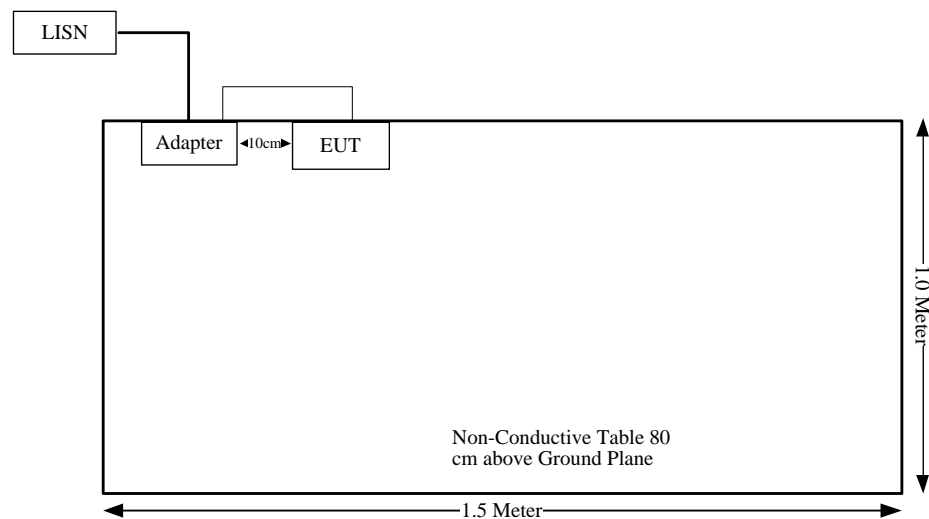 LISN
Adapter
10cm
EUT
1.0 Meter
Non-Conductive Table 80
cm above Ground Plane
1.5 Meter